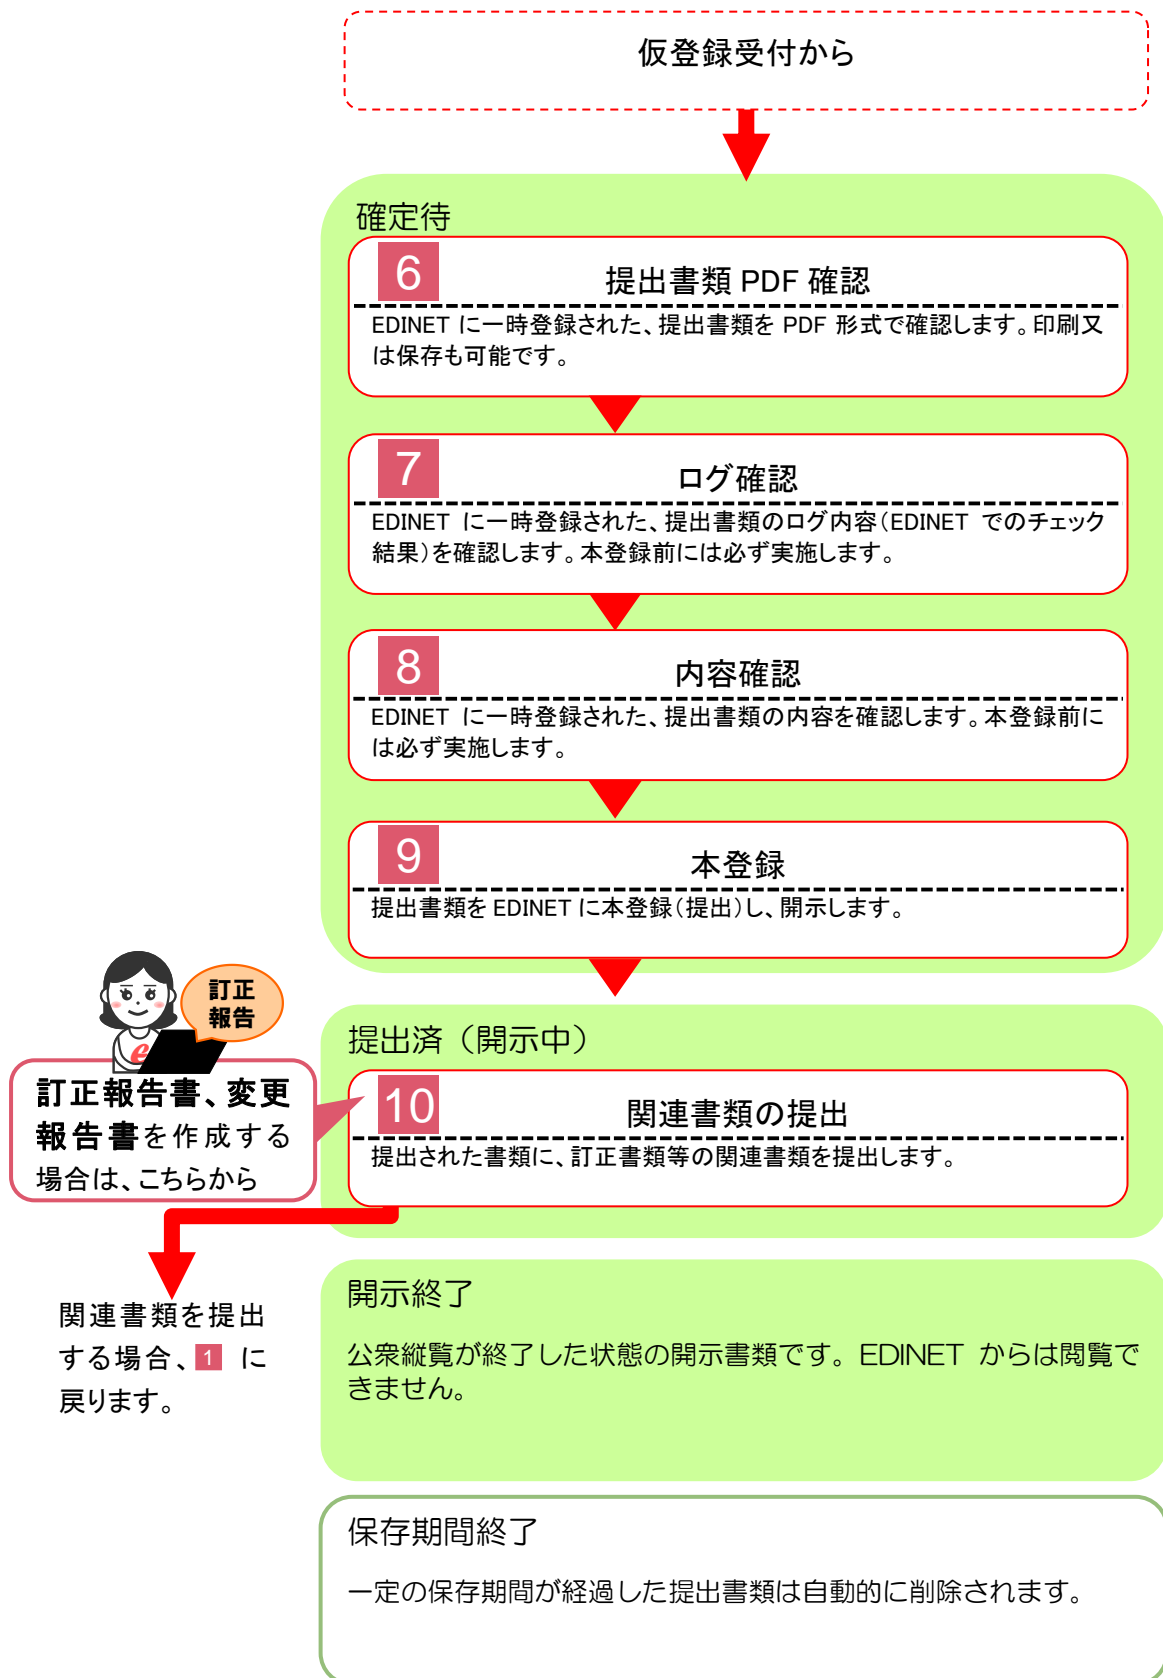 仮登録受付から
確定待
6
提出書類 PDF 確認
EDINET に一時登録された、提出書類を PDF 形式で確認します。印刷又
は保存も可能です。
7
ログ確認
EDINET に一時登録された、提出書類のログ内容（EDINET でのチェック
結果）を確認します。本登録前には必ず実施します。
8
内容確認
EDINET に一時登録された、提出書類の内容を確認します。本登録前に
は必ず実施します。
9
本登録
提出書類を EDINET に本登録（提出）し、開示します。
訂正
報告
e
訂正報告書、変更
報告書を作成する
場合は、こちらから
提出済（開示中）
10
関連書類の提出
提出された書類に、訂正書類等の関連書類を提出します。
関連書類を提出
する場合、1 に
戻ります。
開示終了
公衆縦覧が終了した状態の開示書類です。EDINET からは閲覧で
きません。
保存期間終了
一定の保存期間が経過した提出書類は自動的に削除されます。